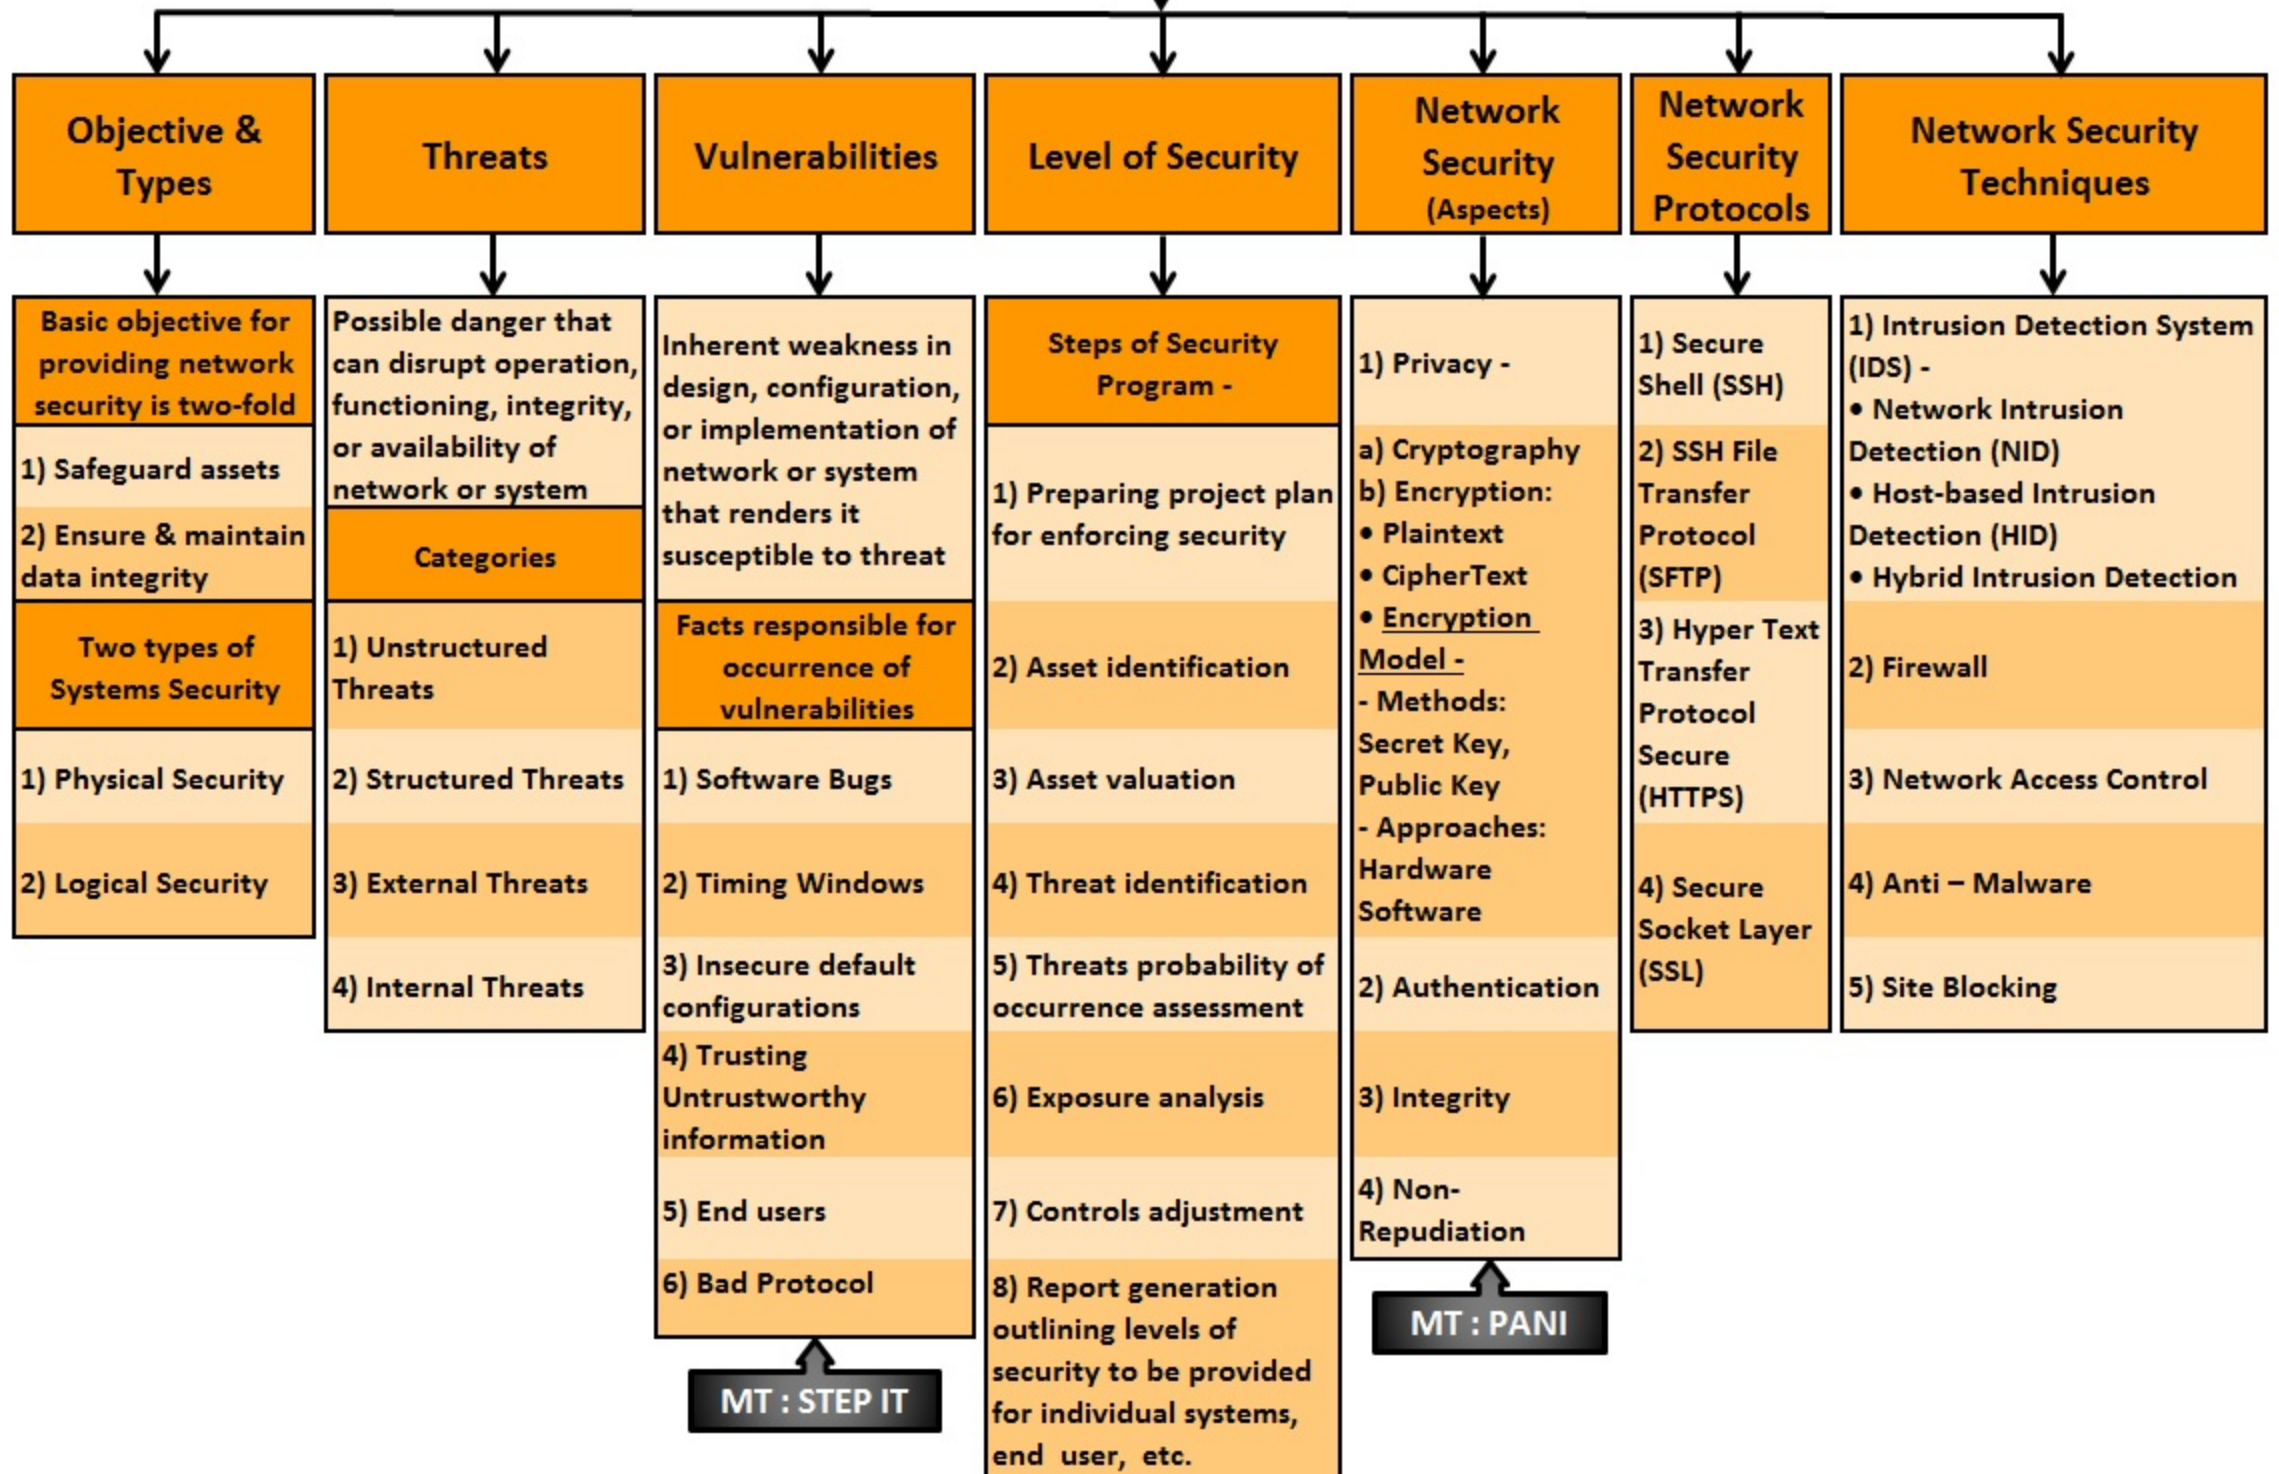 Objective &
Types
Threats
Vulnerabilities
Level of Security
Network
Security
(Aspects)
Network
Security
Protocols
Network Security
Techniques
Basic objective for
providing network
security is two-fold
1) Safeguard assets
2) Ensure & maintain
data integrity
Two types of
Systems Security
1) Physical Security
2) Logical Security
Possible danger that
can disrupt operation,
functioning, integrity,
or availability of
network or system
Categories
1) Unstructured
Threats
2) Structured Threats
3) External Threats
4) Internal Threats
Inherent weakness in
design, configuration,
or implementation of
network or system
that renders it
susceptible to threat
Facts responsible for
occurrence of
vulnerabilities
1) Software Bugs
2) Timing Windows
3) Insecure default
configurations
4) Trusting
Untrustworthy
information
5) End users
6) Bad Protocol
MT : STEP IT
Steps of Security
Program -
1) Preparing project plan
for enforcing security
2) Asset identification
3) Asset valuation
4) Threat identification
5) Threats probability of
occurrence assessment
6) Exposure analysis
7) Controls adjustment
8) Report generation
outlining levels of
security to be provided
for individual systems,
end user, etc.
1) Privacy -
a) Cryptography
b) Encryption:
• Plaintext
• CipherText
• Encryption
Model -
- Methods:
Secret Key,
Public Key
- Approaches:
Hardware
Software
2) Authentication
3) Integrity
4) Non-
Repudiation
MT : PANI
1) Secure
Shell (SSH)
2) SSH File
Transfer
Protocol
(SFTP)
3) Hyper Text
Transfer
Protocol
Secure
(HTTPS)
4) Secure
Socket Layer
(SSL)
1) Intrusion Detection System
(IDS) -
• Network Intrusion
Detection (NID)
• Host-based Intrusion
Detection (HID)
• Hybrid Intrusion Detection
2) Firewall
3) Network Access Control
4) Anti – Malware
5) Site Blocking